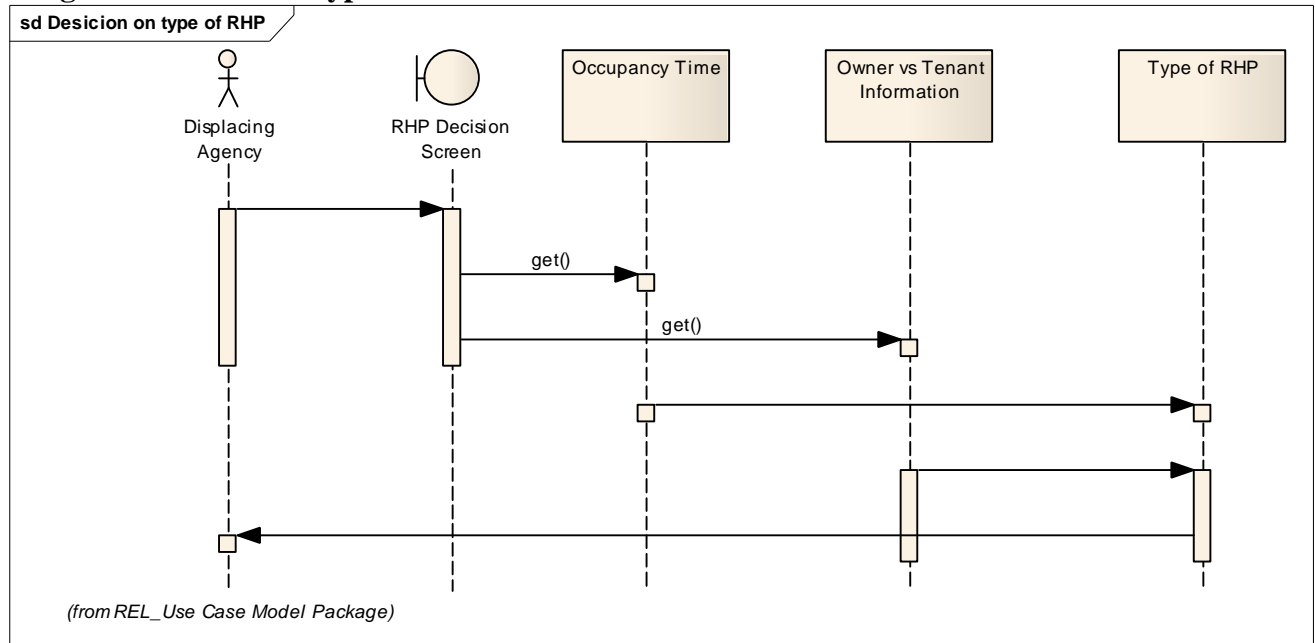 sd Desicion on type of RHP
Displacing
Agency
RHP Decision
Screen
Occupancy Time
Owner vs Tenant
Information
Type of RHP
get()
get()
(from REL_Use Case Model Package)